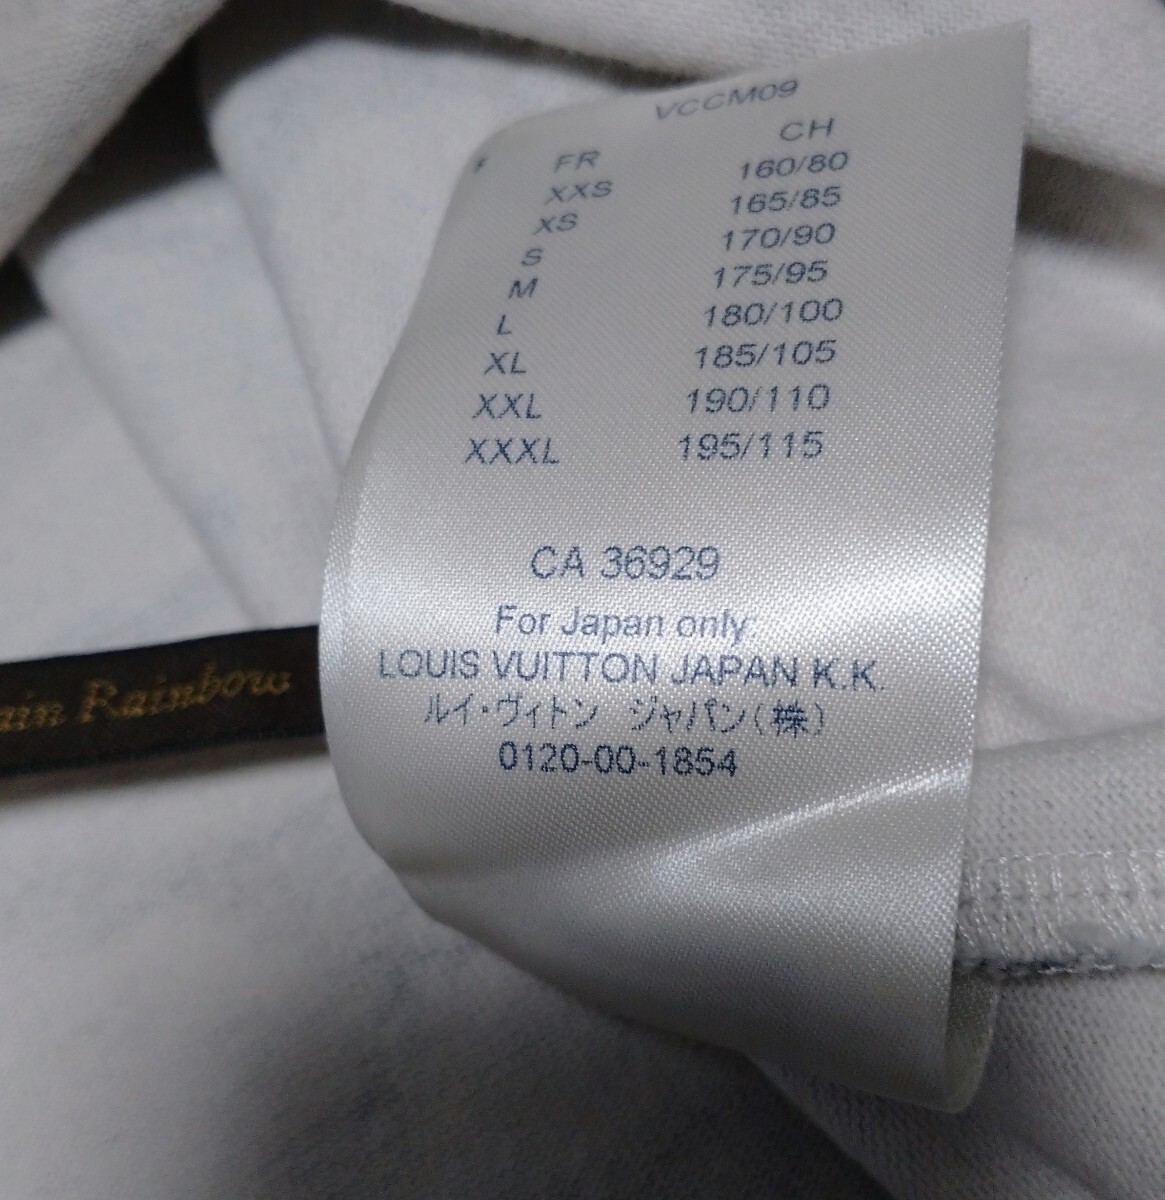 VCCM09
FR CH
XXS 160/80
XS 165/85
S 170/90
M 175/95
L 180/100
XL 185/105
XXL 190/110
XXXL 195/115
CA 36929
For Japan only:
LOUIS VUITTON JAPAN K.K.
ルイ・ヴィトン ジャパン(株)
0120-00-1854
Rainbow